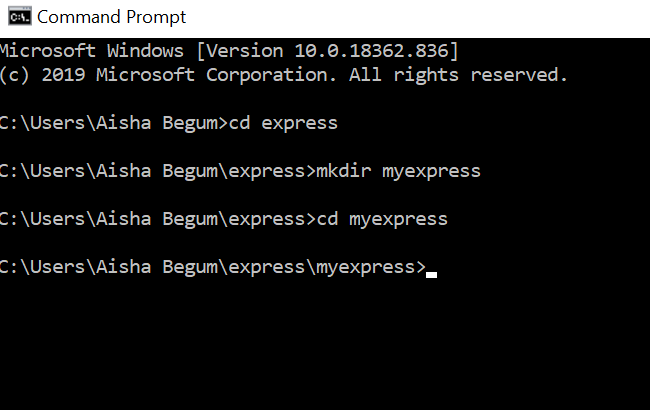 Command Prompt
Microsoft Windows [Version 10.0.18362.836]
(c) 2019 Microsoft Corporation. All rights reserved.
C:\Users\Aisha Begum>cd express
C:\Users\Aisha Begum\express>mkdir myexpress
C:\Users\Aisha Begum\express>cd myexpress
C:\Users\Aisha Begum\express\myexpress>